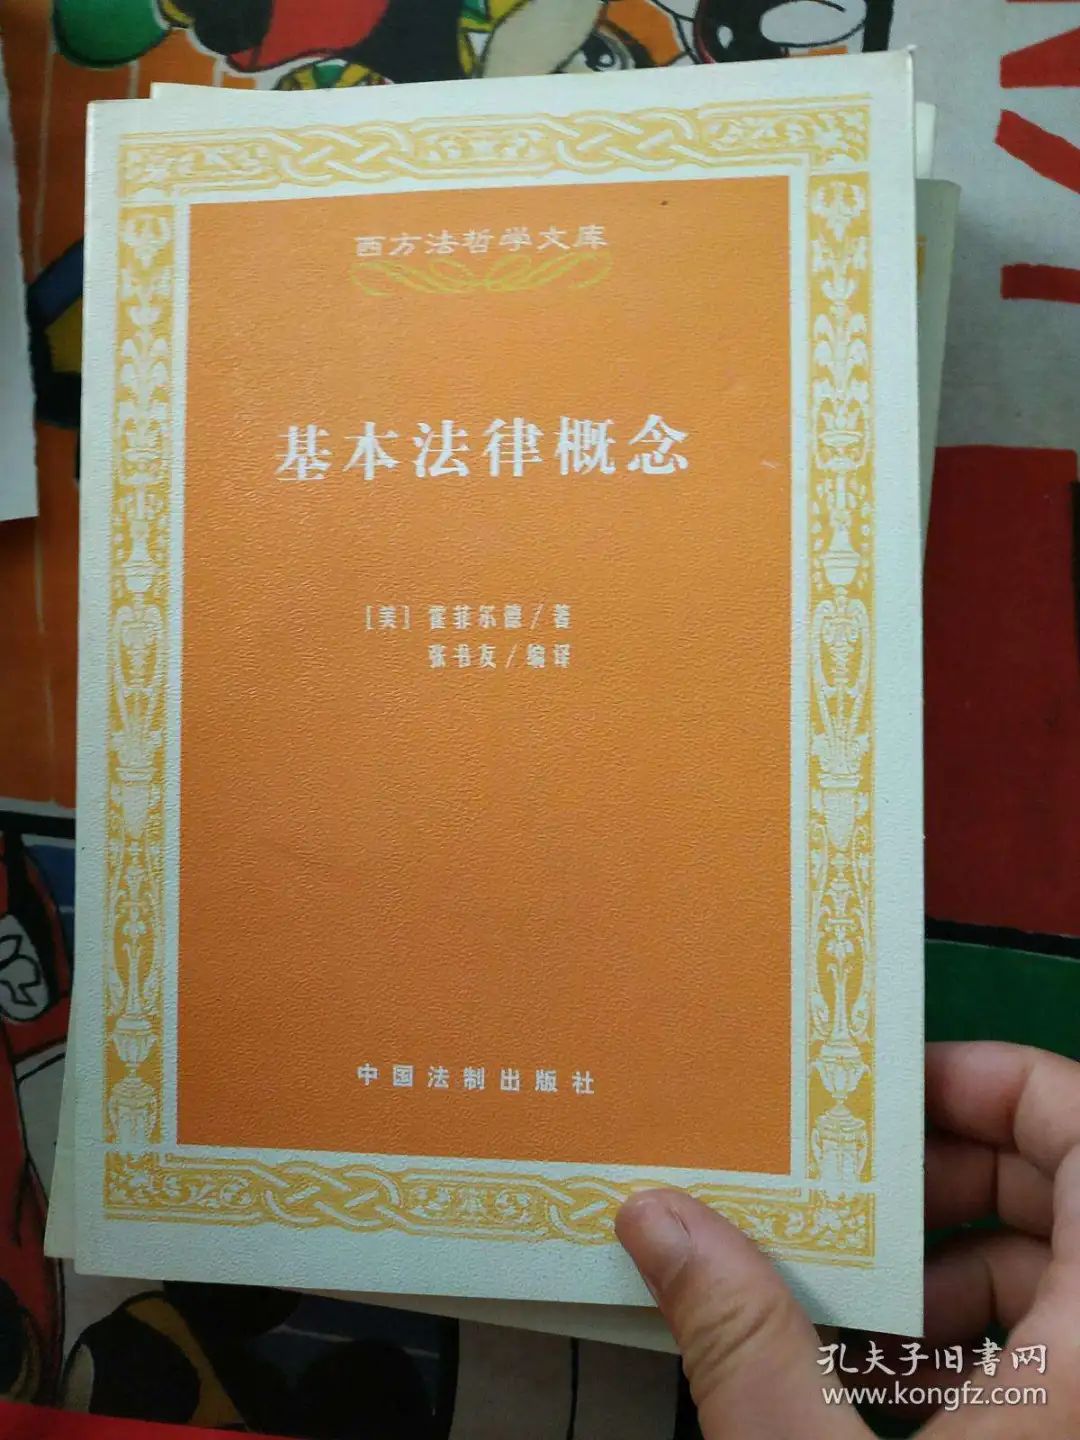 西方法哲学文库
基本法律概念
[美] 霍菲尔德/著
张书友/编译
中国法制出版社
孔夫子旧書网
www.kongfz.com